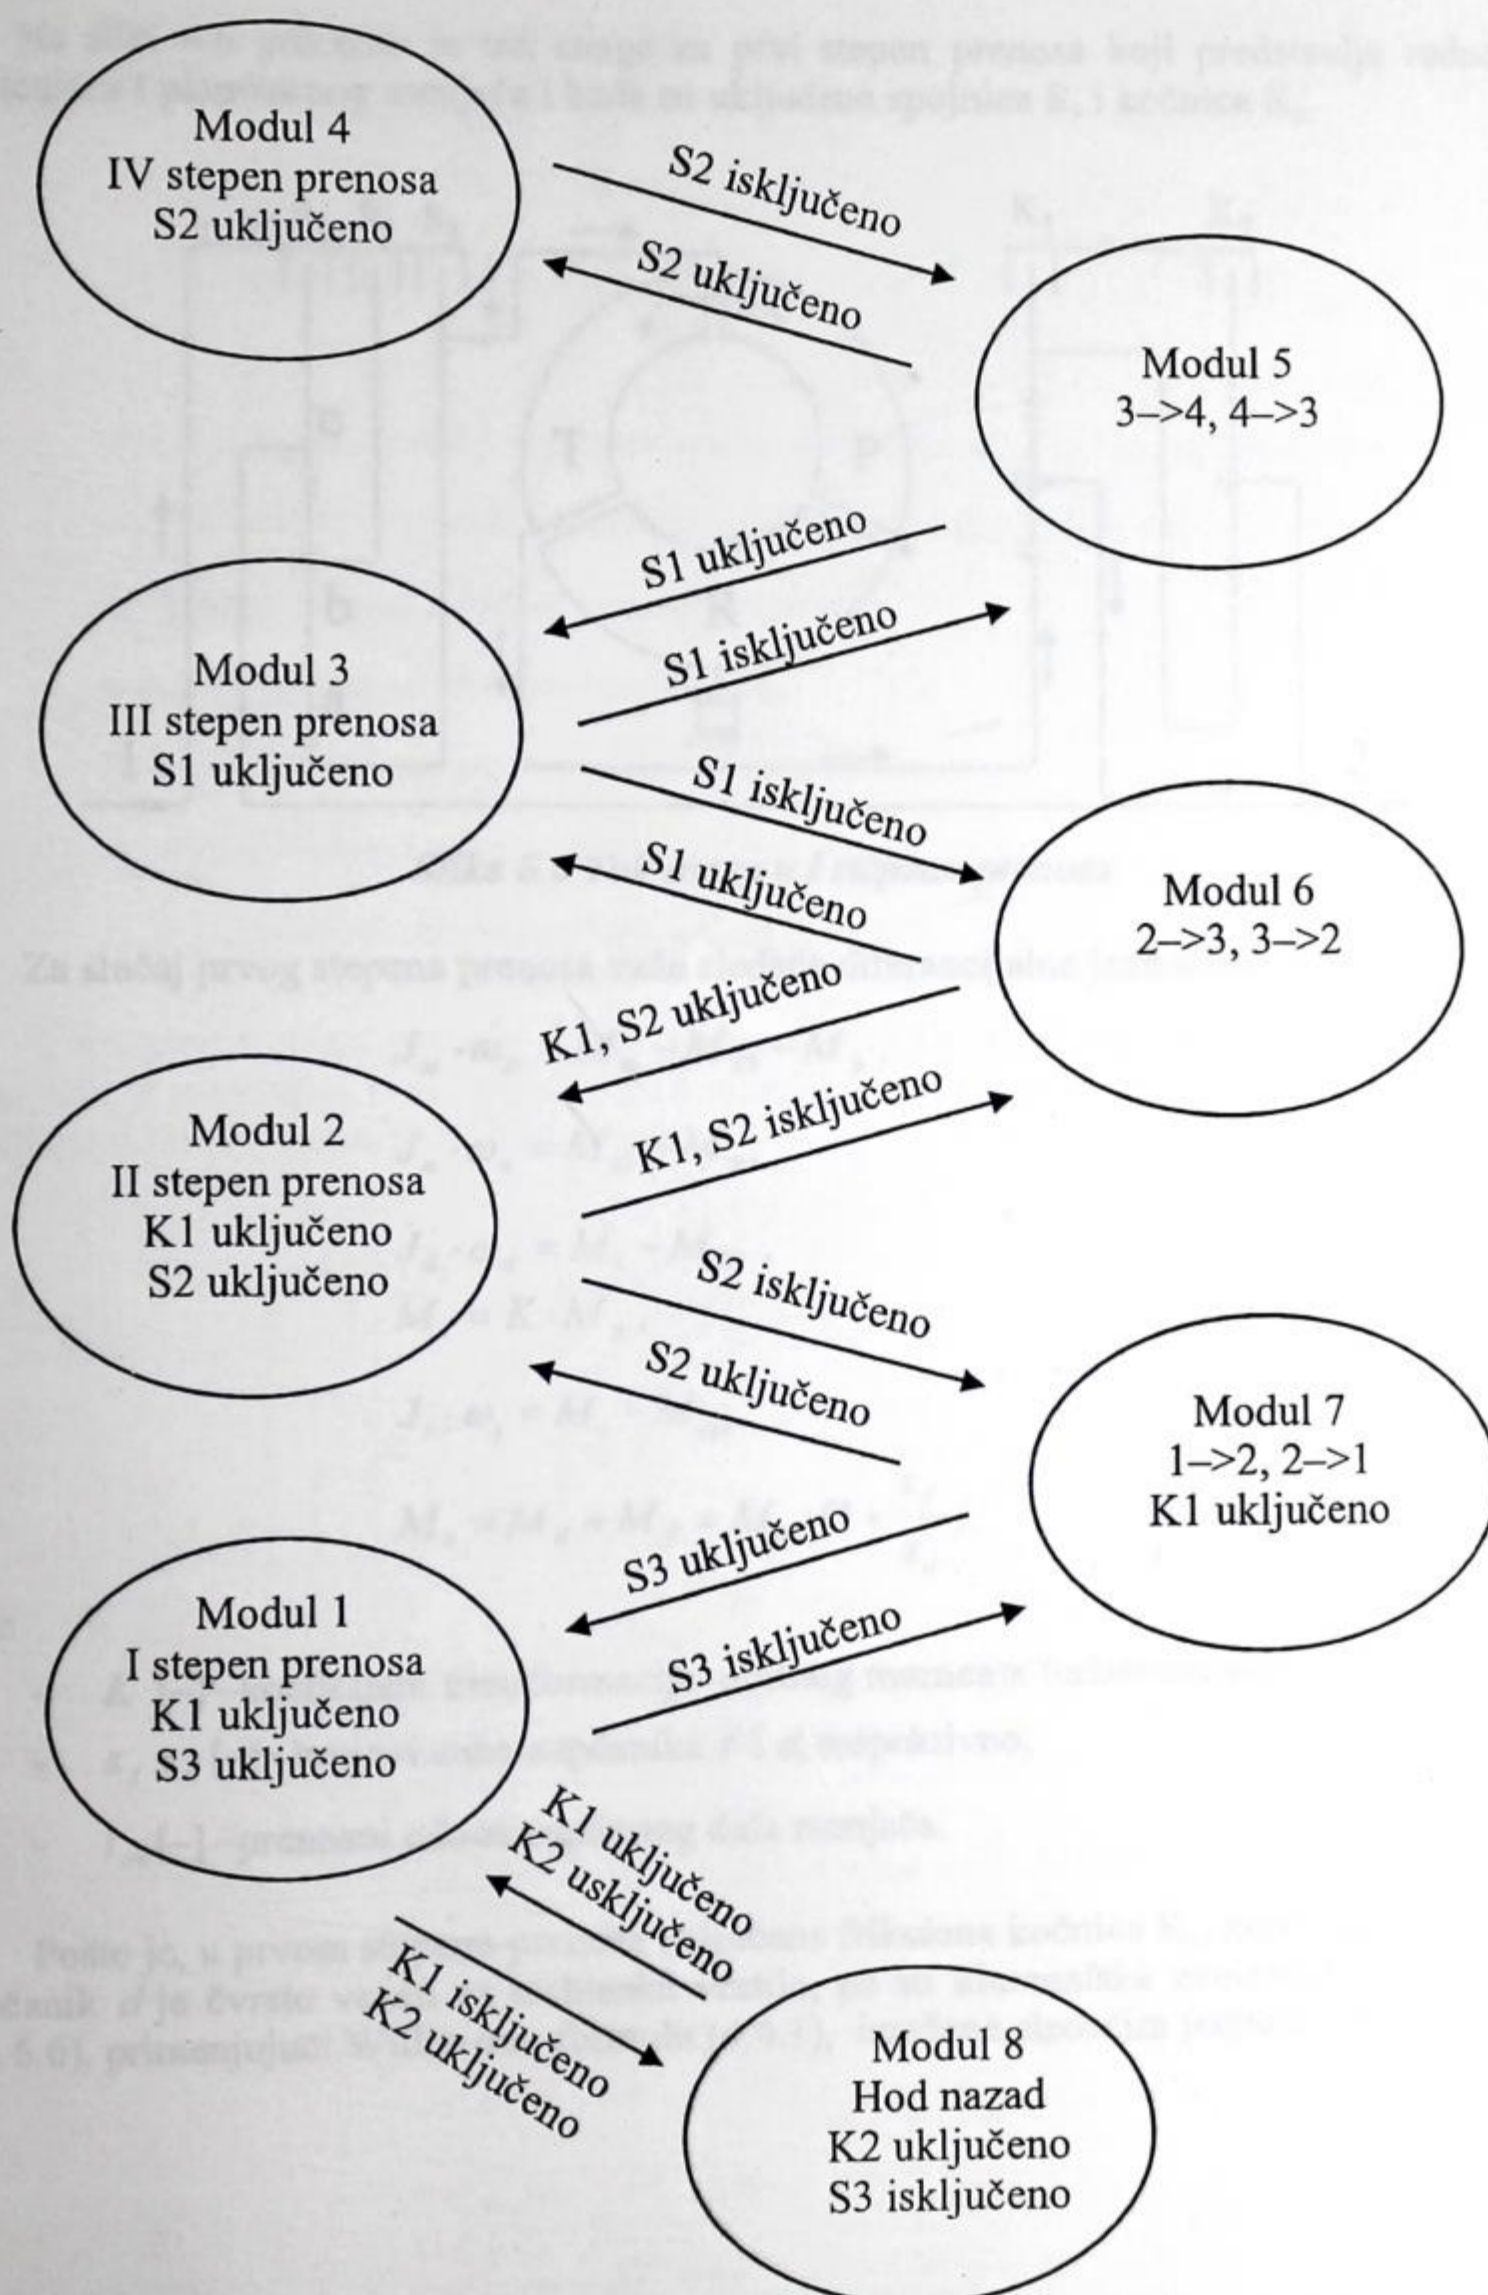 Modul 4
IV stepen prenosa
S2 uključeno
S2 isključeno
S2 uključeno
Modul 5
3–>4, 4–>3
S1 uključeno
S1 isključeno
Modul 3
III stepen prenosa
S1 uključeno
S1 isključeno
S1 uključeno
Modul 6
2–>3, 3–>2
K1, S2 uključeno
K1, S2 isključeno
Modul 2
II stepen prenosa
K1 uključeno
S2 uključeno
S2 isključeno
S2 uključeno
Modul 7
1–>2, 2–>1
K1 uključeno
S3 uključeno
S3 isključeno
Modul 1
I stepen prenosa
K1 uključeno
S3 uključeno
K1 uključeno
K2 usključeno
K1 isključeno
K2 uključeno
Modul 8
Hod nazad
K2 uključeno
S3 isključeno